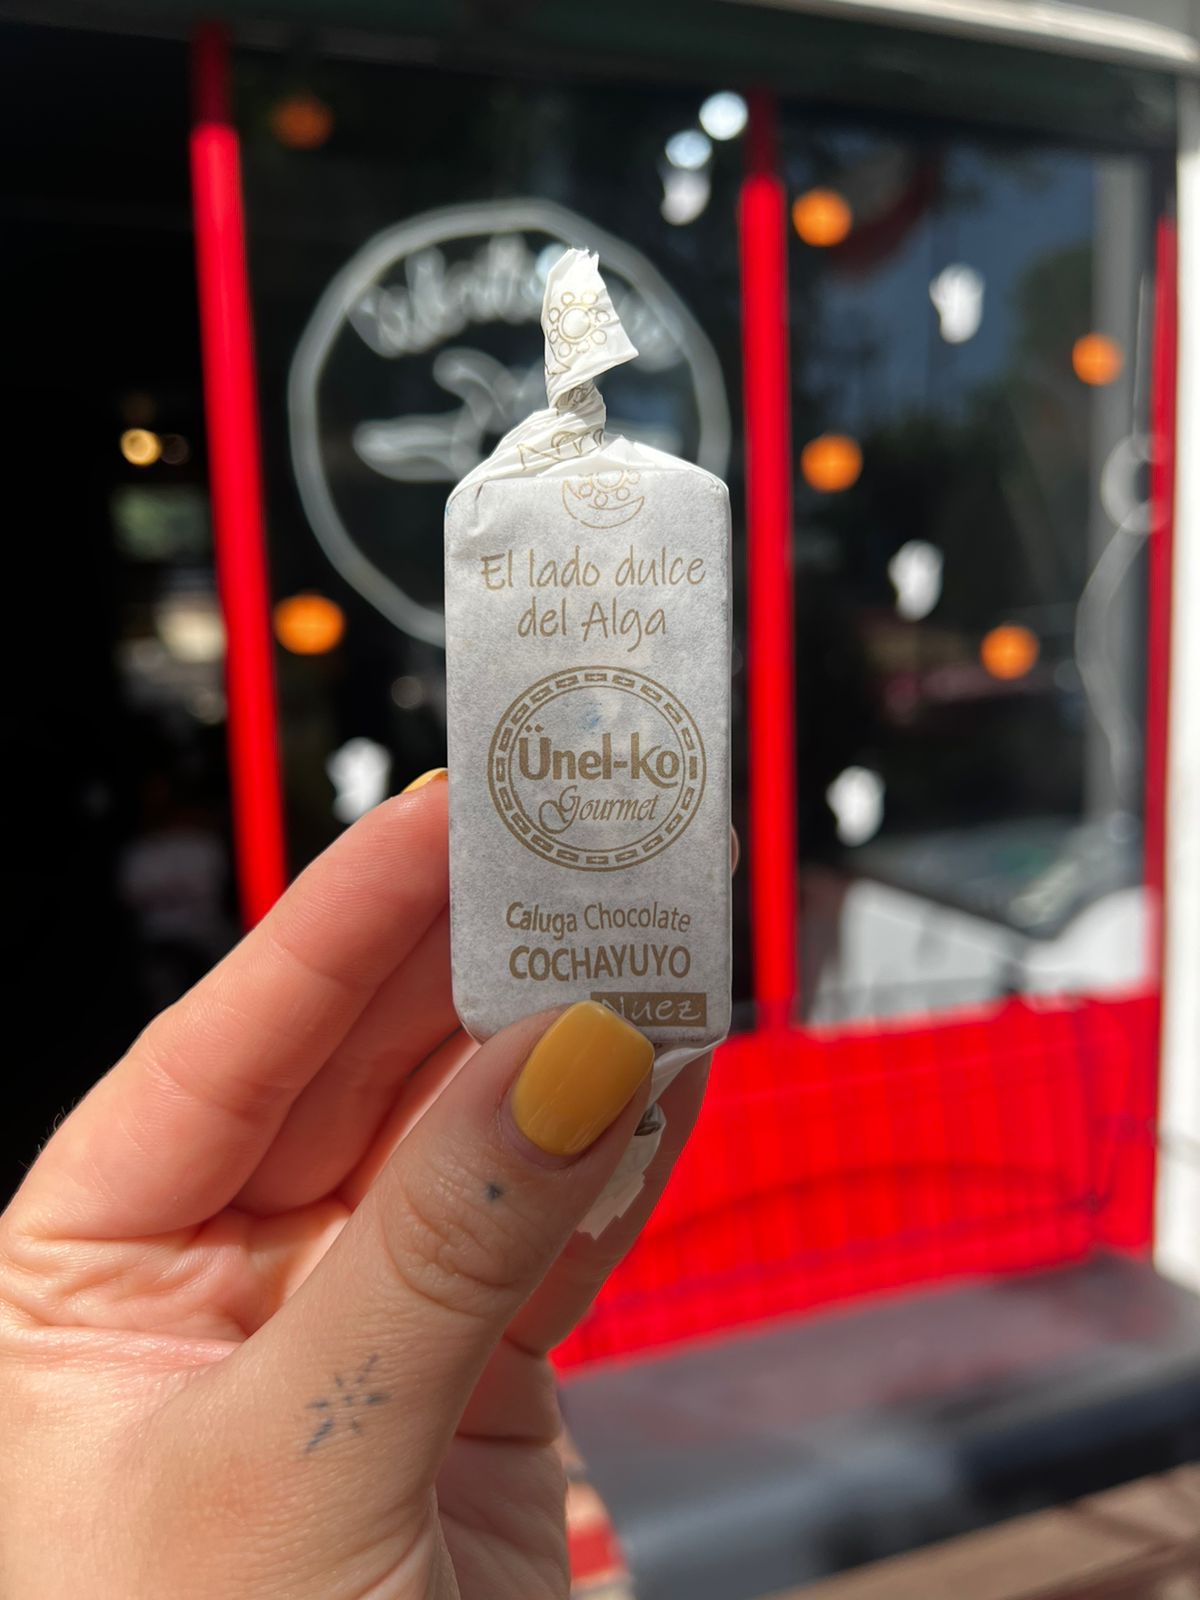 El lado dulce
del Alga
Ünel-ko
Gourmet
Caluga Chocolate
COCHAYUYO
Nuez